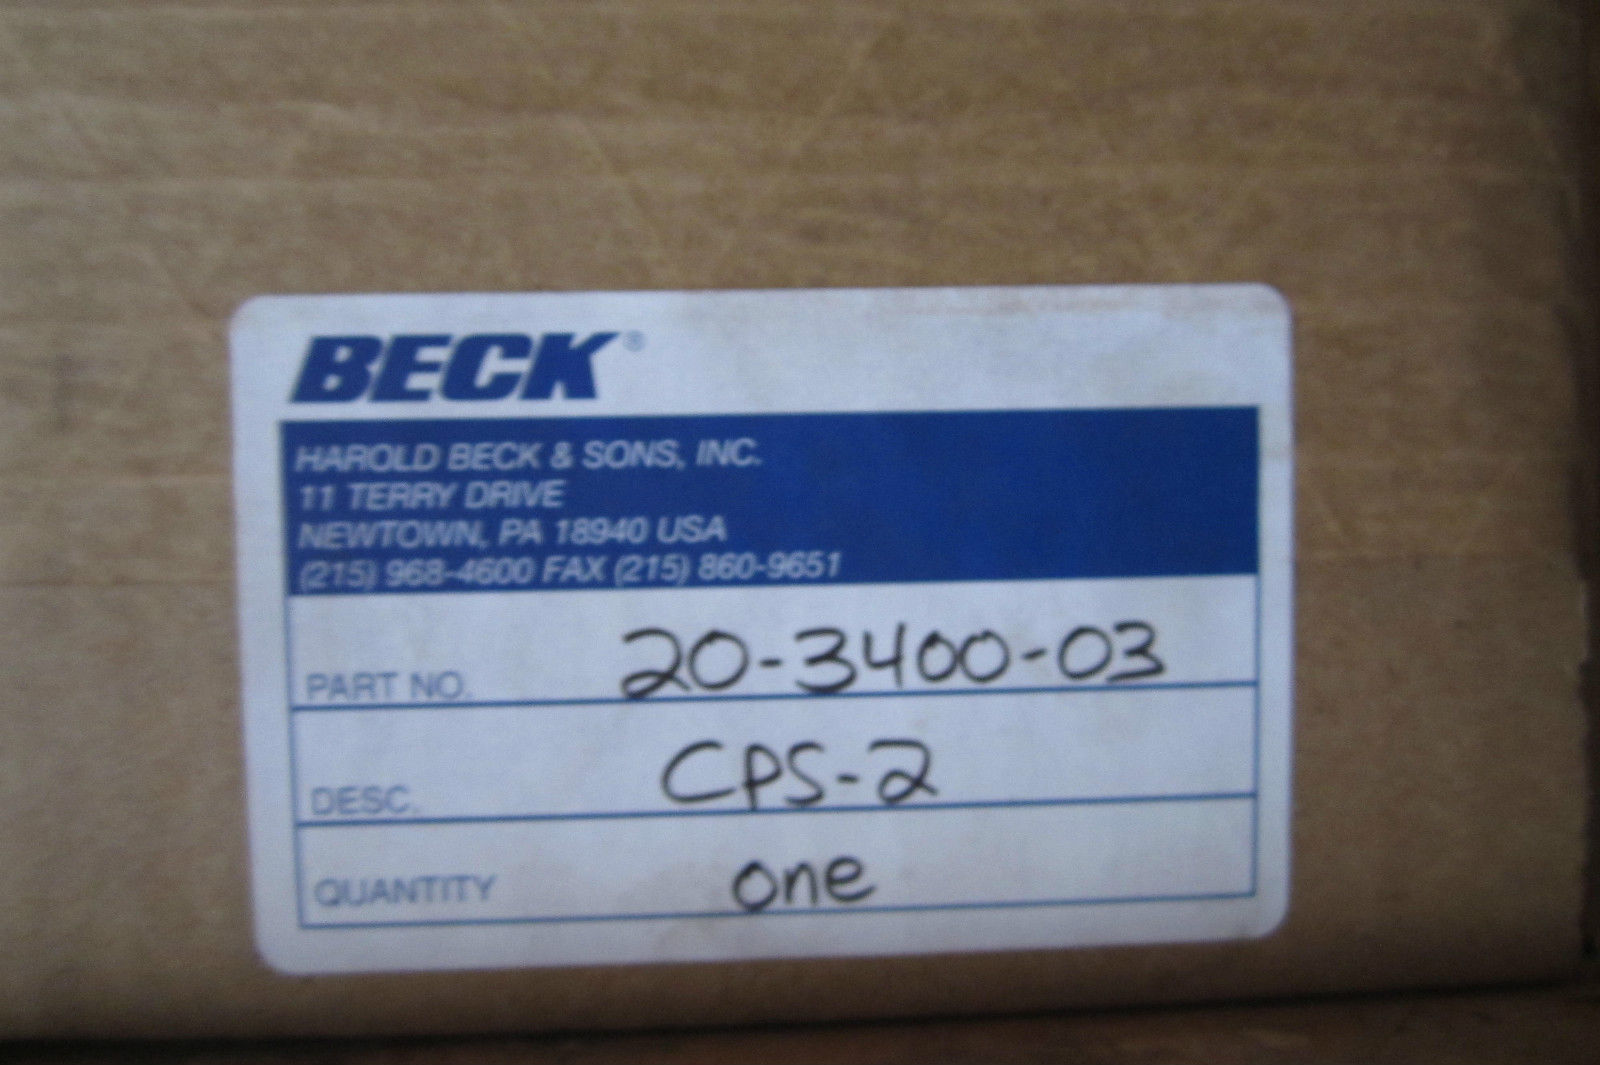 BECK®
HAROLD BECK & SONS, INC.
11 TERRY DRIVE
NEWTOWN, PA 18940 USA
(215) 968-4600 FAX (215) 860-9651
PART NO. 20-3400-03
DESC. CPS-2
QUANTITY one